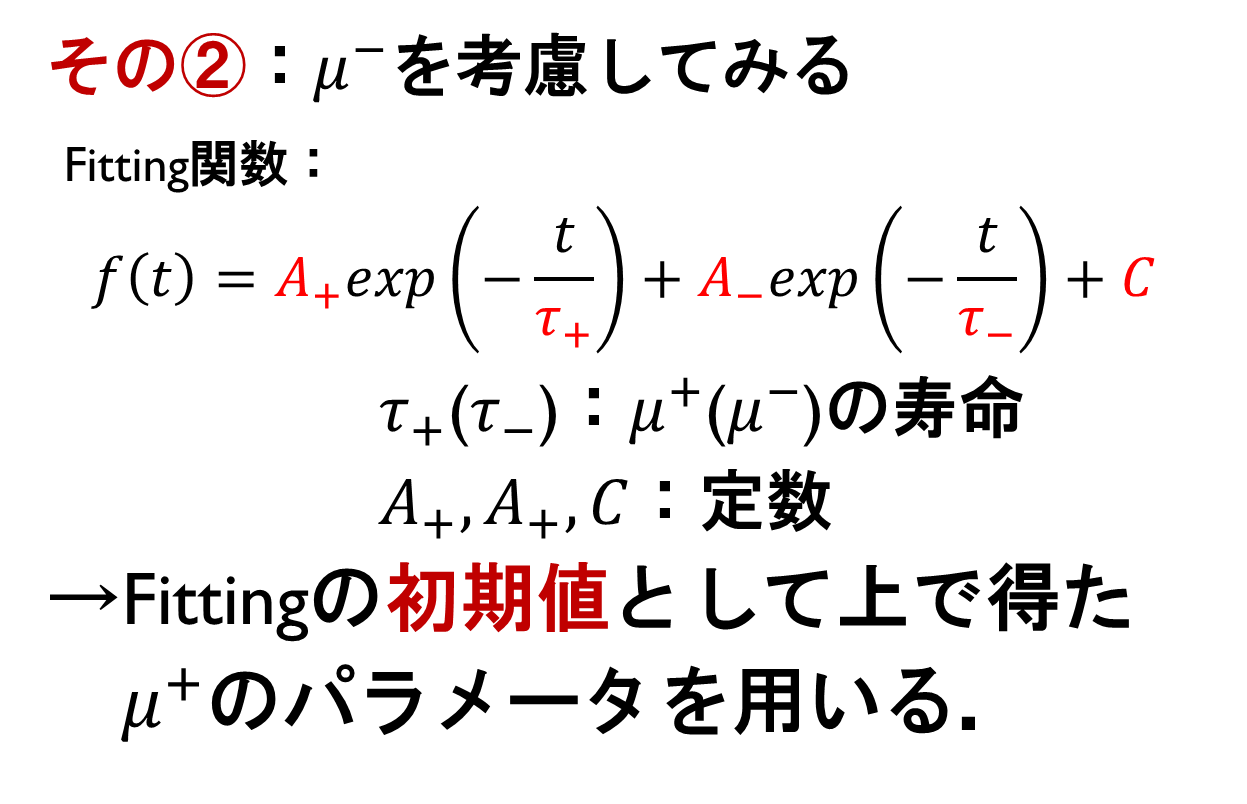 その②：μ⁻を考慮してみる
Fitting関数：
f(t) = A₊exp(−t/τ₊) + A₋exp(−t/τ₋) + C
τ₊(τ₋)：μ⁺(μ⁻)の寿命
A₊, A₊, C：定数
→Fittingの初期値として上で得た
μ⁺のパラメータを用いる.